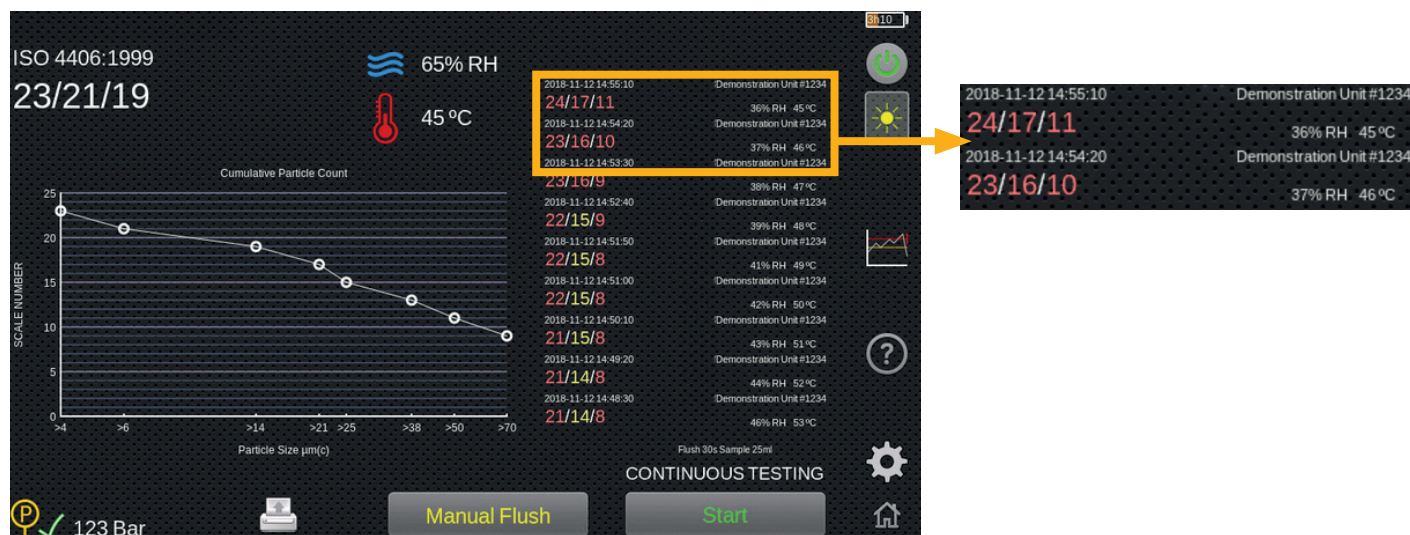 3h10
ISO 4406:1999
23/21/19
65% RH
45 ºC
Cumulative Particle Count
25
20
15
10
5
0
SCALE NUMBER
>4 >6 >14 >21 >25 >38 >50 >70
Particle Size µm(c)
2018-11-12 14:55:10 Demonstration Unit #1234
24/17/11 36% RH 45 ºC
2018-11-12 14:54:20 Demonstration Unit #1234
23/16/10 37% RH 46 ºC
2018-11-12 14:53:30 Demonstration Unit #1234
23/16/9 38% RH 47 ºC
2018-11-12 14:52:40 Demonstration Unit #1234
22/15/9 39% RH 48 ºC
2018-11-12 14:51:50 Demonstration Unit #1234
22/15/8 41% RH 49 ºC
2018-11-12 14:51:00 Demonstration Unit #1234
22/15/8 42% RH 50 ºC
2018-11-12 14:50:10 Demonstration Unit #1234
21/15/8 43% RH 51 ºC
2018-11-12 14:49:20 Demonstration Unit #1234
21/14/8 44% RH 52 ºC
2018-11-12 14:48:30 Demonstration Unit #1234
21/14/8 46% RH 53 ºC
Flush 30s Sample 25ml
CONTINUOUS TESTING
?
P
123 Bar
Manual Flush
Start
2018-11-12 14:55:10 Demonstration Unit #1234
24/17/11 36% RH 45 ºC
2018-11-12 14:54:20 Demonstration Unit #1234
23/16/10 37% RH 46 ºC